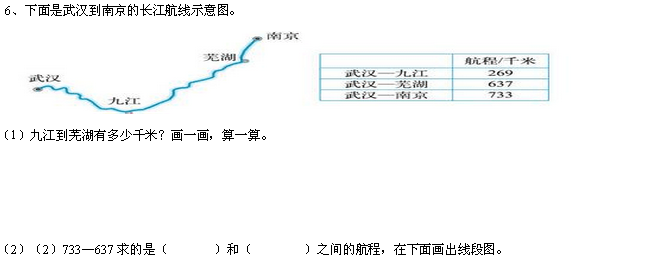 6、下面是武汉到南京的长江航线示意图。
南京
芜湖
武汉
九江
航程/千米
武汉—九江 269
武汉—芜湖 637
武汉—南京 733
(1)九江到芜湖有多少千米？画一画，算一算。
(2)(2)733—637求的是（ ）和（ ）之间的航程，在下面画出线段图。